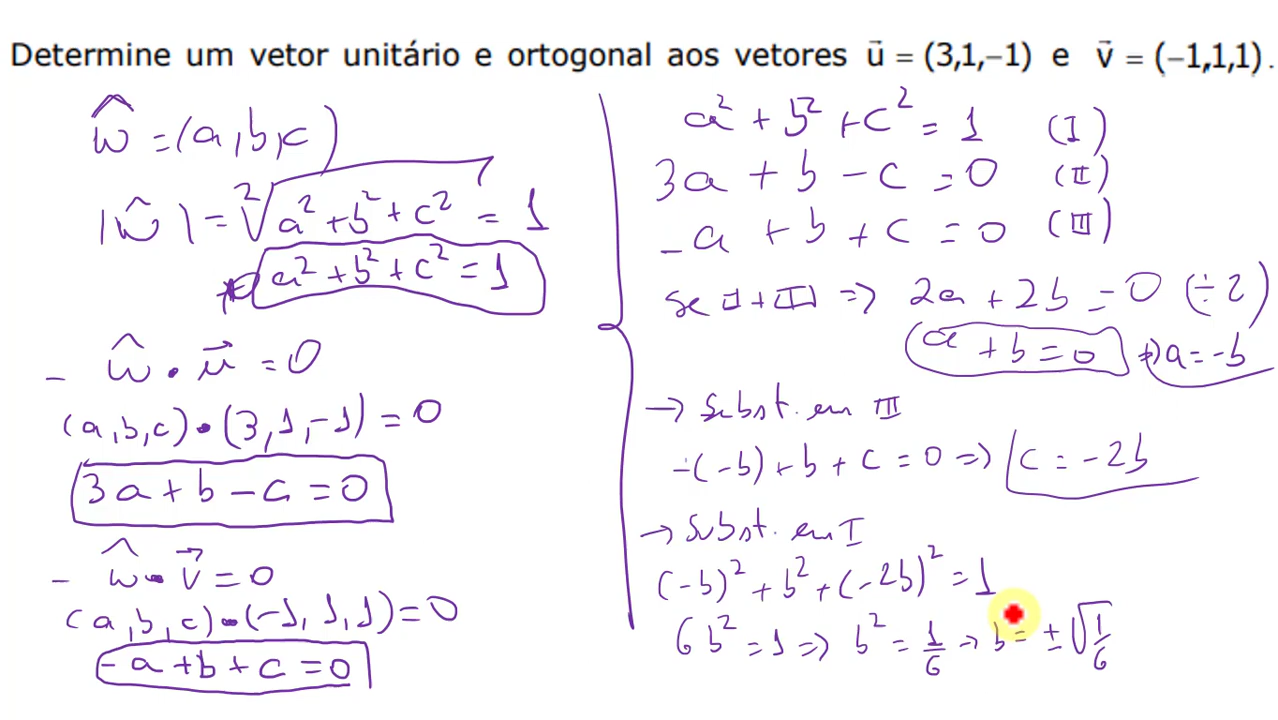 Determine um vetor unitário e ortogonal aos vetores u⃗ = (3,1,−1) e v⃗ = (−1,1,1).
ŵ = (a,b,c)
|ŵ| = ²√(a² + b² + c²) = 1
a² + b² + c² = 1
- ŵ • u⃗ = 0
(a,b,c) • (3,1,-1) = 0
3a + b - c = 0
- ŵ • v⃗ = 0
(a,b,c) • (-1,1,1) = 0
-a + b + c = 0
a² + b² + c² = 1 (I)
3a + b - c = 0 (II)
-a + b + c = 0 (III)
=> 2a + 2b = 0 (÷2)
a + b = 0 => a = -b
→ Subst. em III
-(-b) + b + c = 0 => c = -2b
→ Subst. em I
(-b)² + b² + (-2b)² = 1
6b² = 1 => b² = 1/6 → b = ± √(1/6)